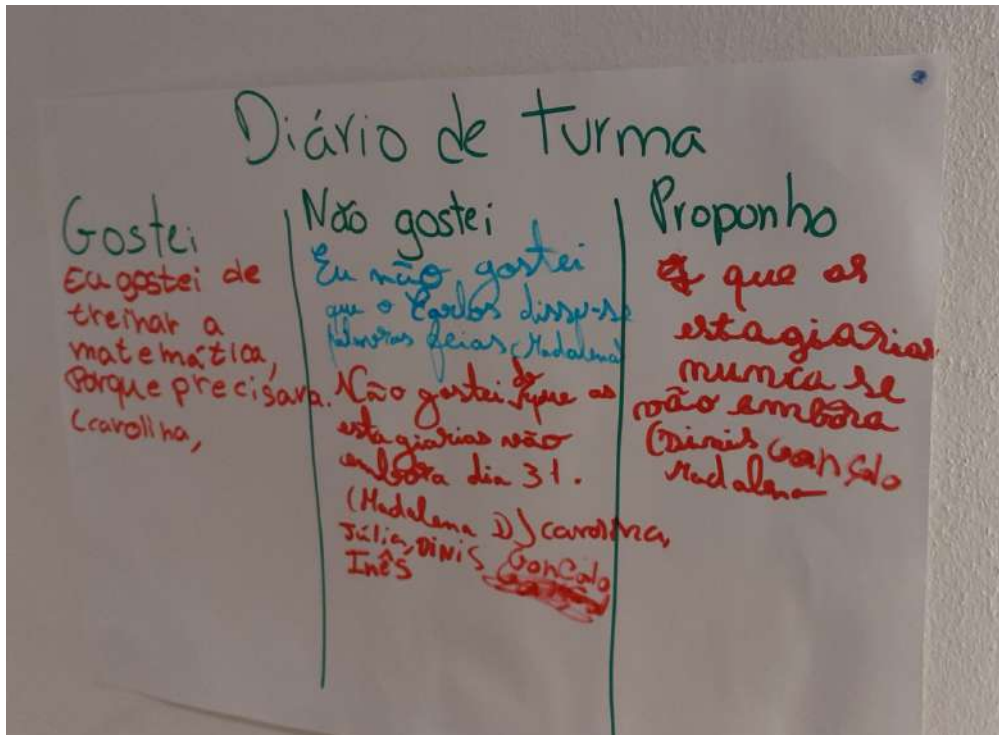 Diário de Turma
Gostei
Eu gostei de
treinar a
matemática,
porque precisava.
(carolina,
Não gostei
Eu não gostei
que o Carlos disse-se
palavras feias (Madalena)
Não gostei de que as
estagiarias vão
embora dia 31.
(Madalena D) carolina,
Júlia, DINIS Gonçalo
Inês
Proponho
que as
estagiarias
nunca se
vão embora
(Dinis Gonçalo
Madalena